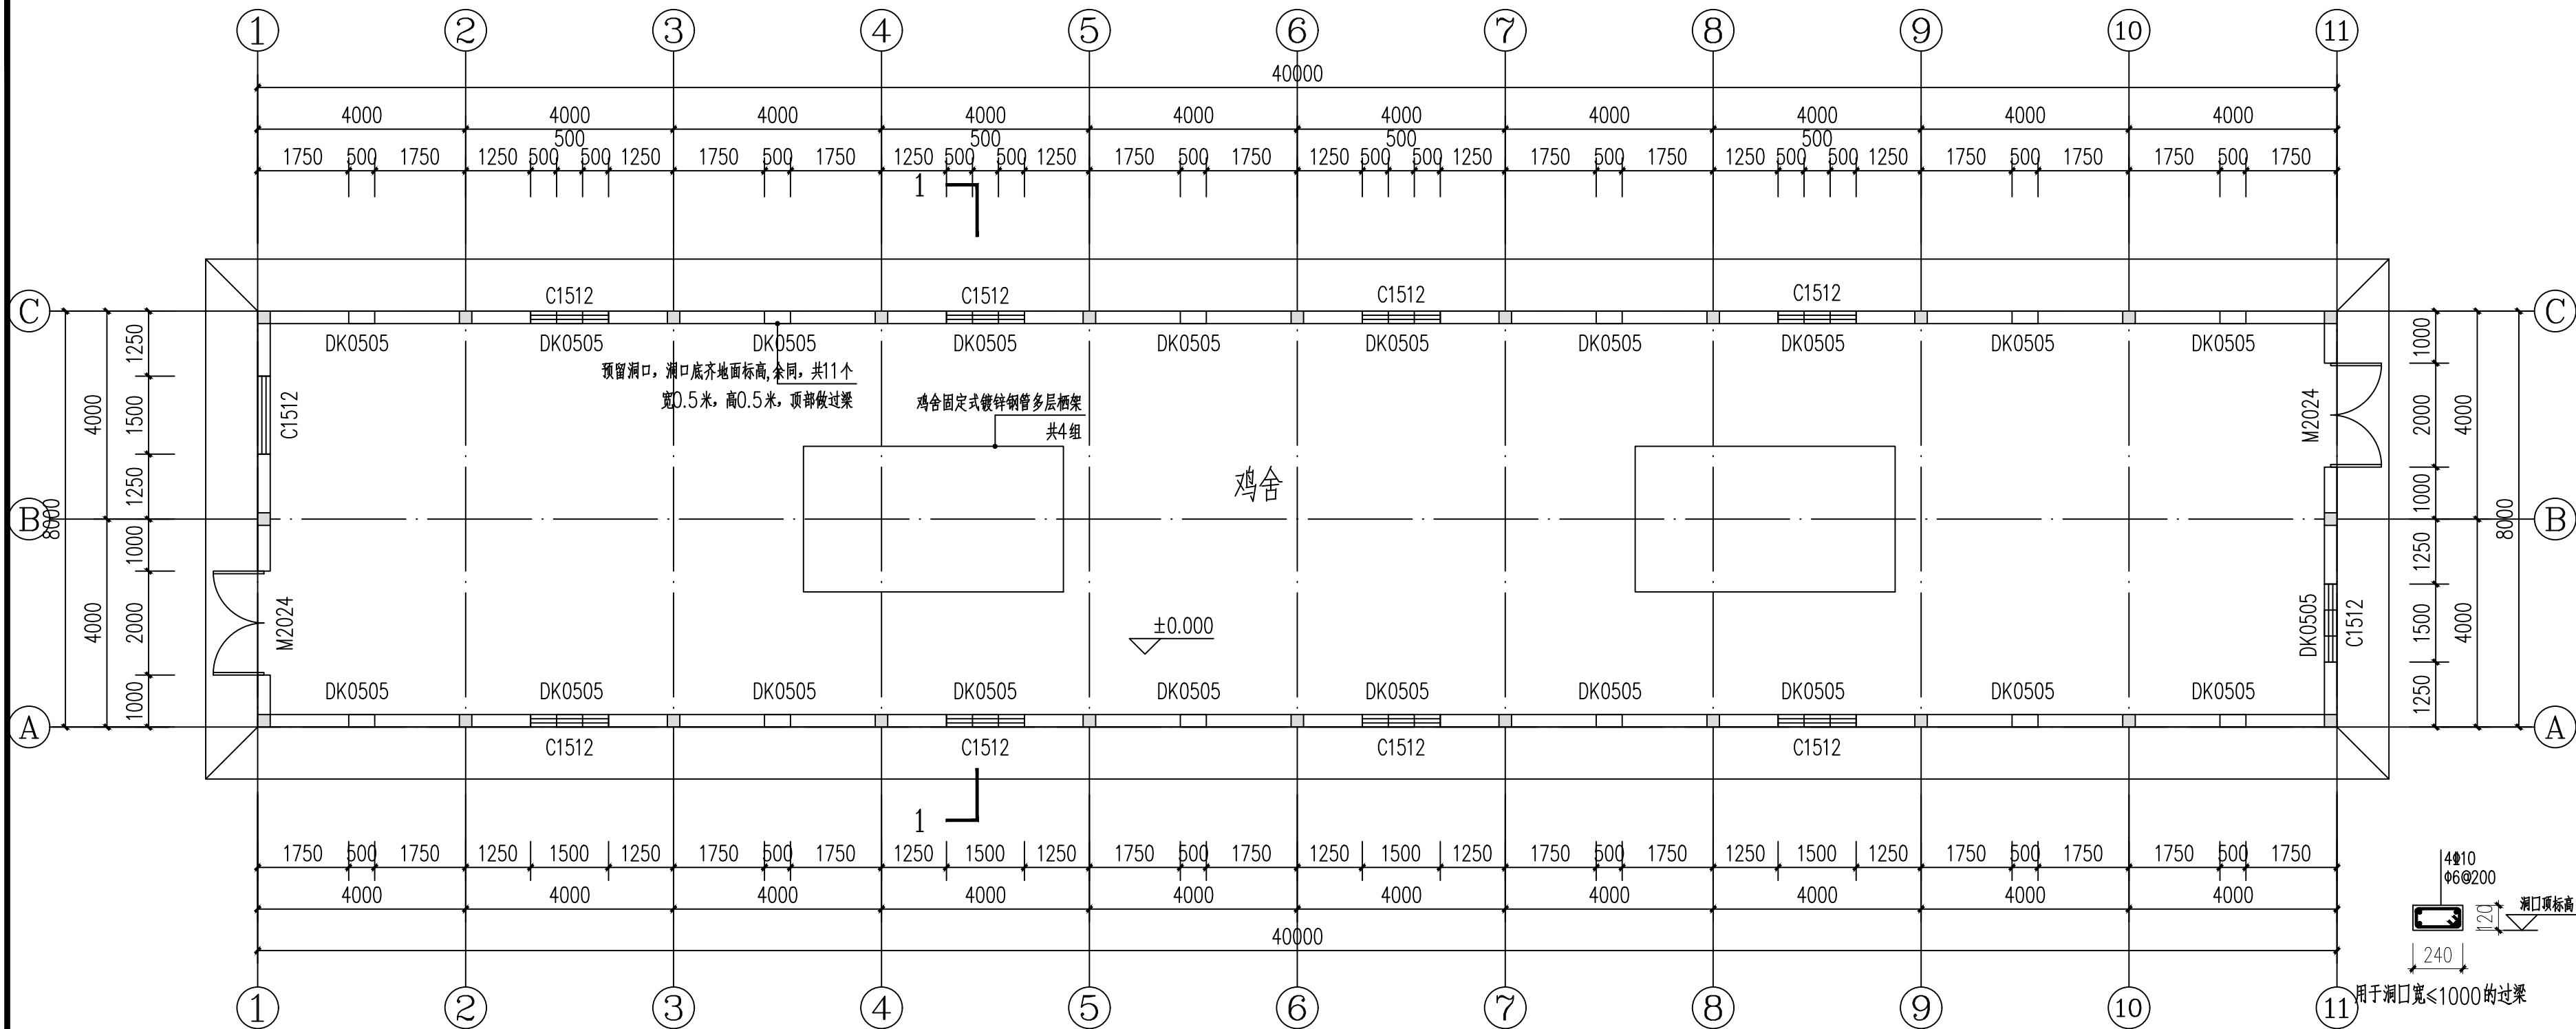 1 2 3 4 5 6 7 8 9 10 11
40000
4000 4000 4000 4000 4000 4000 4000 4000 4000 4000
500 500 500 500
1750 500 1750 1250 500 500 1250 1750 500 1750 1250 500 500 1250 1750 500 1750 1250 500 500 1250 1750 500 1750 1250 500 500 1250 1750 500 1750 1750 500 1750
1
C1512 C1512 C1512 C1512
C C
DK0505 DK0505 DK0505 DK0505 DK0505 DK0505 DK0505 DK0505 DK0505 DK0505
预留洞口，洞口底齐地面标高,余同，共11个
宽0.5米，高0.5米，顶部做过梁
鸡舍固定式镀锌钢管多层栖架
共4组
鸡舍
8000
4000
4000
1250
1500
1250
1000
2000
1000
C1512
M2024
B B
±0.000
M2024
DK0505
C1512
1000
2000
1000
1250
1500
1250
4000
4000
8000
DK0505 DK0505 DK0505 DK0505 DK0505 DK0505 DK0505 DK0505 DK0505 DK0505
A A
C1512 C1512 C1512 C1512
1
1750 500 1750 1250 1500 1250 1750 500 1750 1250 1500 1250 1750 500 1750 1250 1500 1250 1750 500 1750 1250 1500 1250 1750 500 1750 1750 500 1750
4000 4000 4000 4000 4000 4000 4000 4000 4000 4000
40000
1 2 3 4 5 6 7 8 9 10 11
4Φ10
Φ6@200
120
洞口顶标高
240
用于洞口宽≤1000的过梁